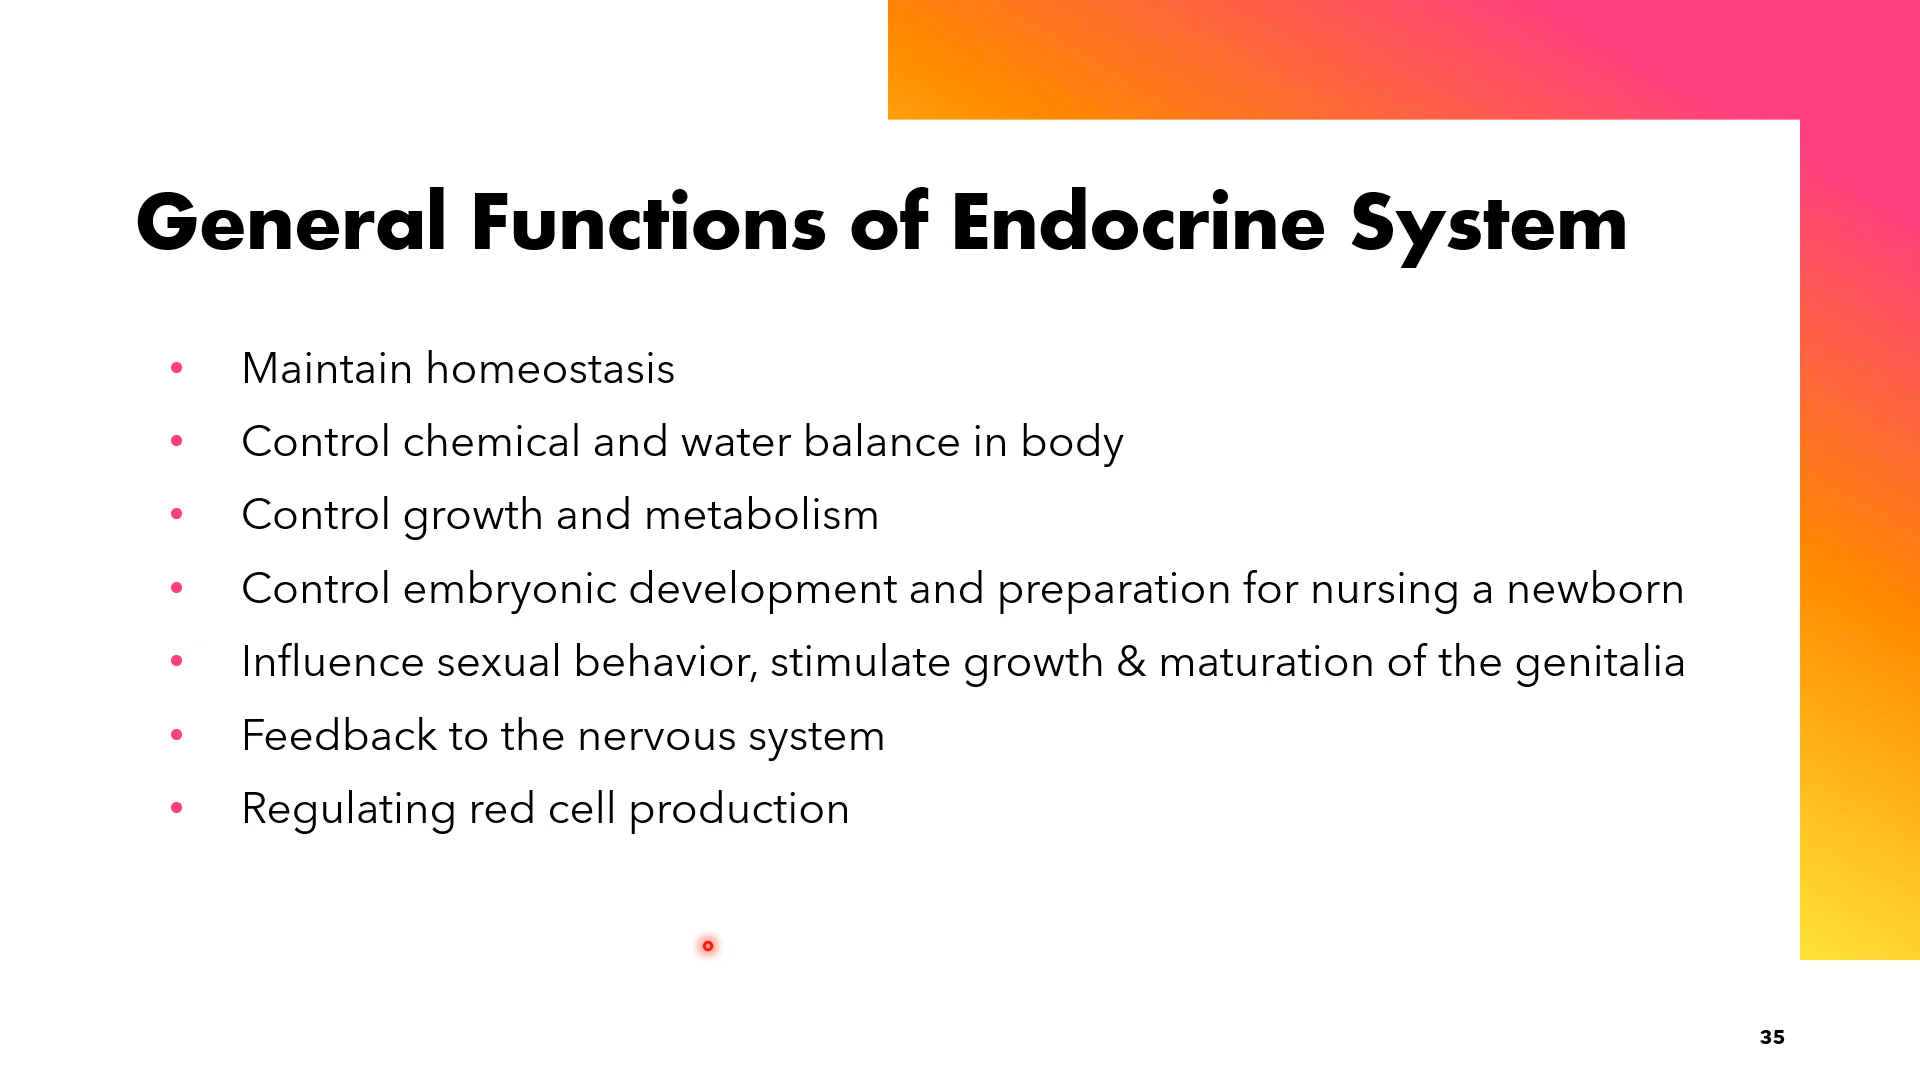 General Functions of Endocrine System
• Maintain homeostasis
• Control chemical and water balance in body
• Control growth and metabolism
• Control embryonic development and preparation for nursing a newborn
• Influence sexual behavior, stimulate growth & maturation of the genitalia
• Feedback to the nervous system
• Regulating red cell production
35